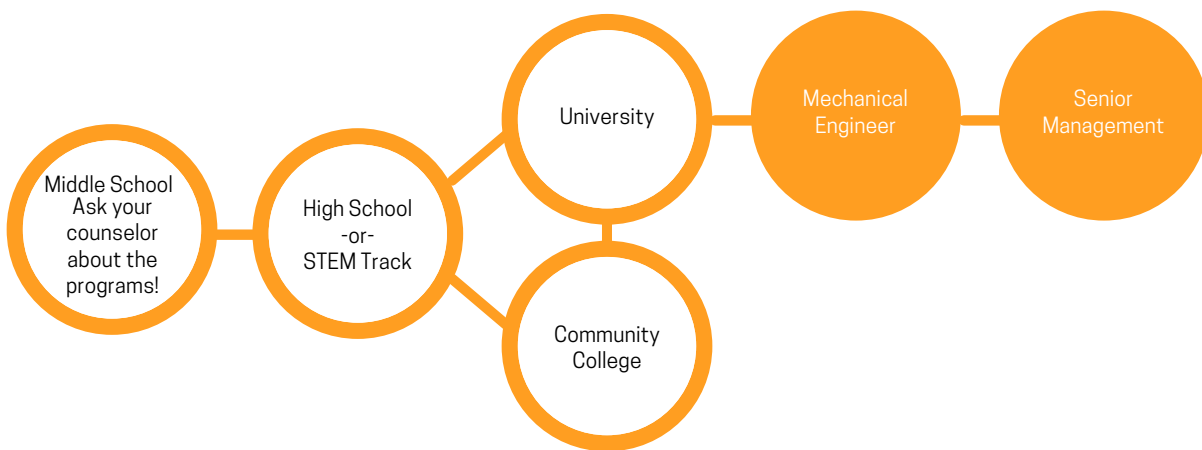 Middle School
Ask your
counselor
about the
programs!
High School
-or-
STEM Track
University
Community
College
Mechanical
Engineer
Senior
Management